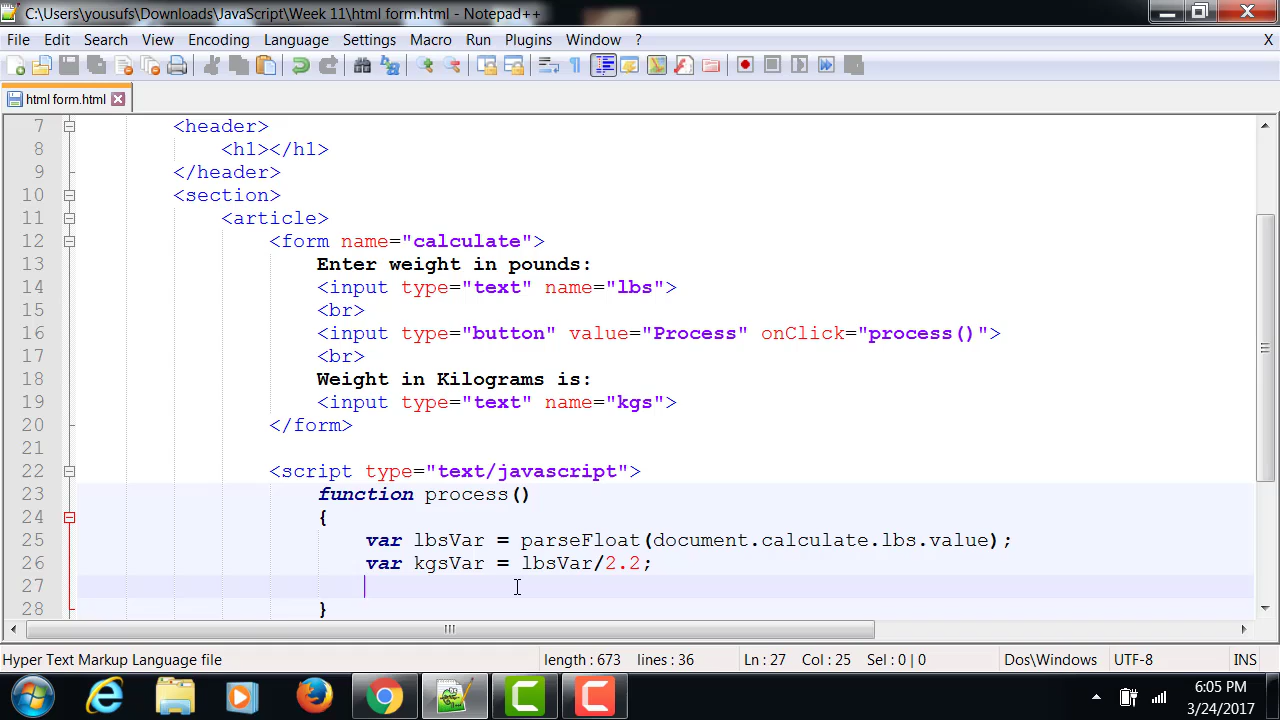 C:\Users\yousufs\Downloads\JavaScript\Week 11\html form.html - Notepad++
File Edit Search View Encoding Language Settings Macro Run Plugins Window ? X
html form.html
7 <header>
8 <h1></h1>
9 </header>
10 <section>
11 <article>
12 <form name="calculate">
13 Enter weight in pounds:
14 <input type="text" name="lbs">
15 <br>
16 <input type="button" value="Process" onClick="process()">
17 <br>
18 Weight in Kilograms is:
19 <input type="text" name="kgs">
20 </form>
21
22 <script type="text/javascript">
23 function process()
24 {
25 var lbsVar = parseFloat(document.calculate.lbs.value);
26 var kgsVar = lbsVar/2.2;
27
28 }
Hyper Text Markup Language file length : 673 lines : 36 Ln : 27 Col : 25 Sel : 0 | 0 Dos\Windows UTF-8 INS
6:05 PM
3/24/2017